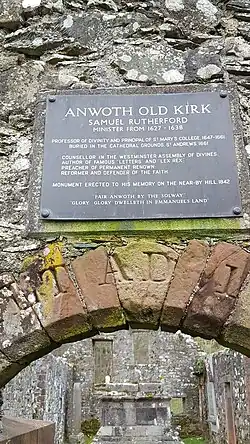 ANWOTH OLD KIRK
SAMUEL RUTHERFORD
MINISTER FROM 1627 - 1638
PROFESSOR OF DIVINITY AND PRINCIPAL OF ST MARY'S COLLEGE, 1647-1661
BURIED IN THE CATHEDRAL GROUNDS, ST ANDREWS 1661
COUNSELLOR IN THE WESTMINSTER ASSEMBLY OF DIVINES
AUTHOR OF FAMOUS "LETTERS" AND "LEX REX"
PREACHER OF PERMANENT RENOWN
REFORMER AND DEFENDER OF THE FAITH
MONUMENT ERECTED TO HIS MEMORY ON THE NEAR-BY HILL 1842
"FAIR ANWOTH BY THE SOLWAY"
"GLORY GLORY DWELLETH IN EMMANUEL'S LAND"